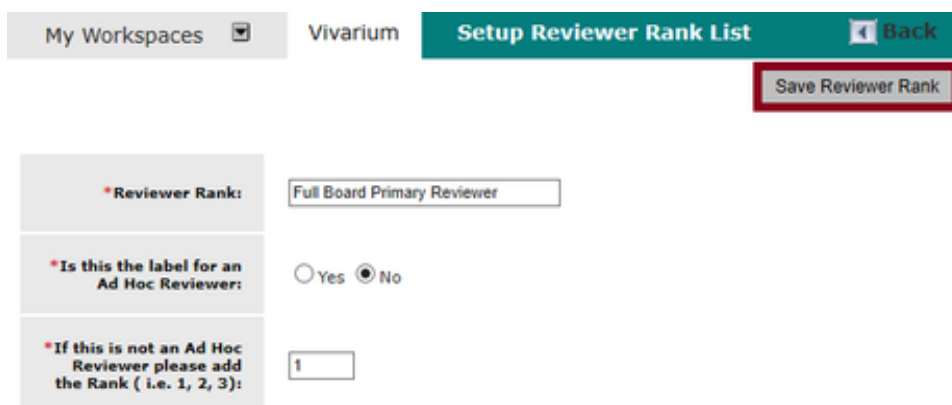 My Workspaces Vivarium Setup Reviewer Rank List Back
Save Reviewer Rank
*Reviewer Rank: Full Board Primary Reviewer
*Is this the label for an
Ad Hoc Reviewer: Yes No
*If this is not an Ad Hoc
Reviewer please add
the Rank ( i.e. 1, 2, 3): 1